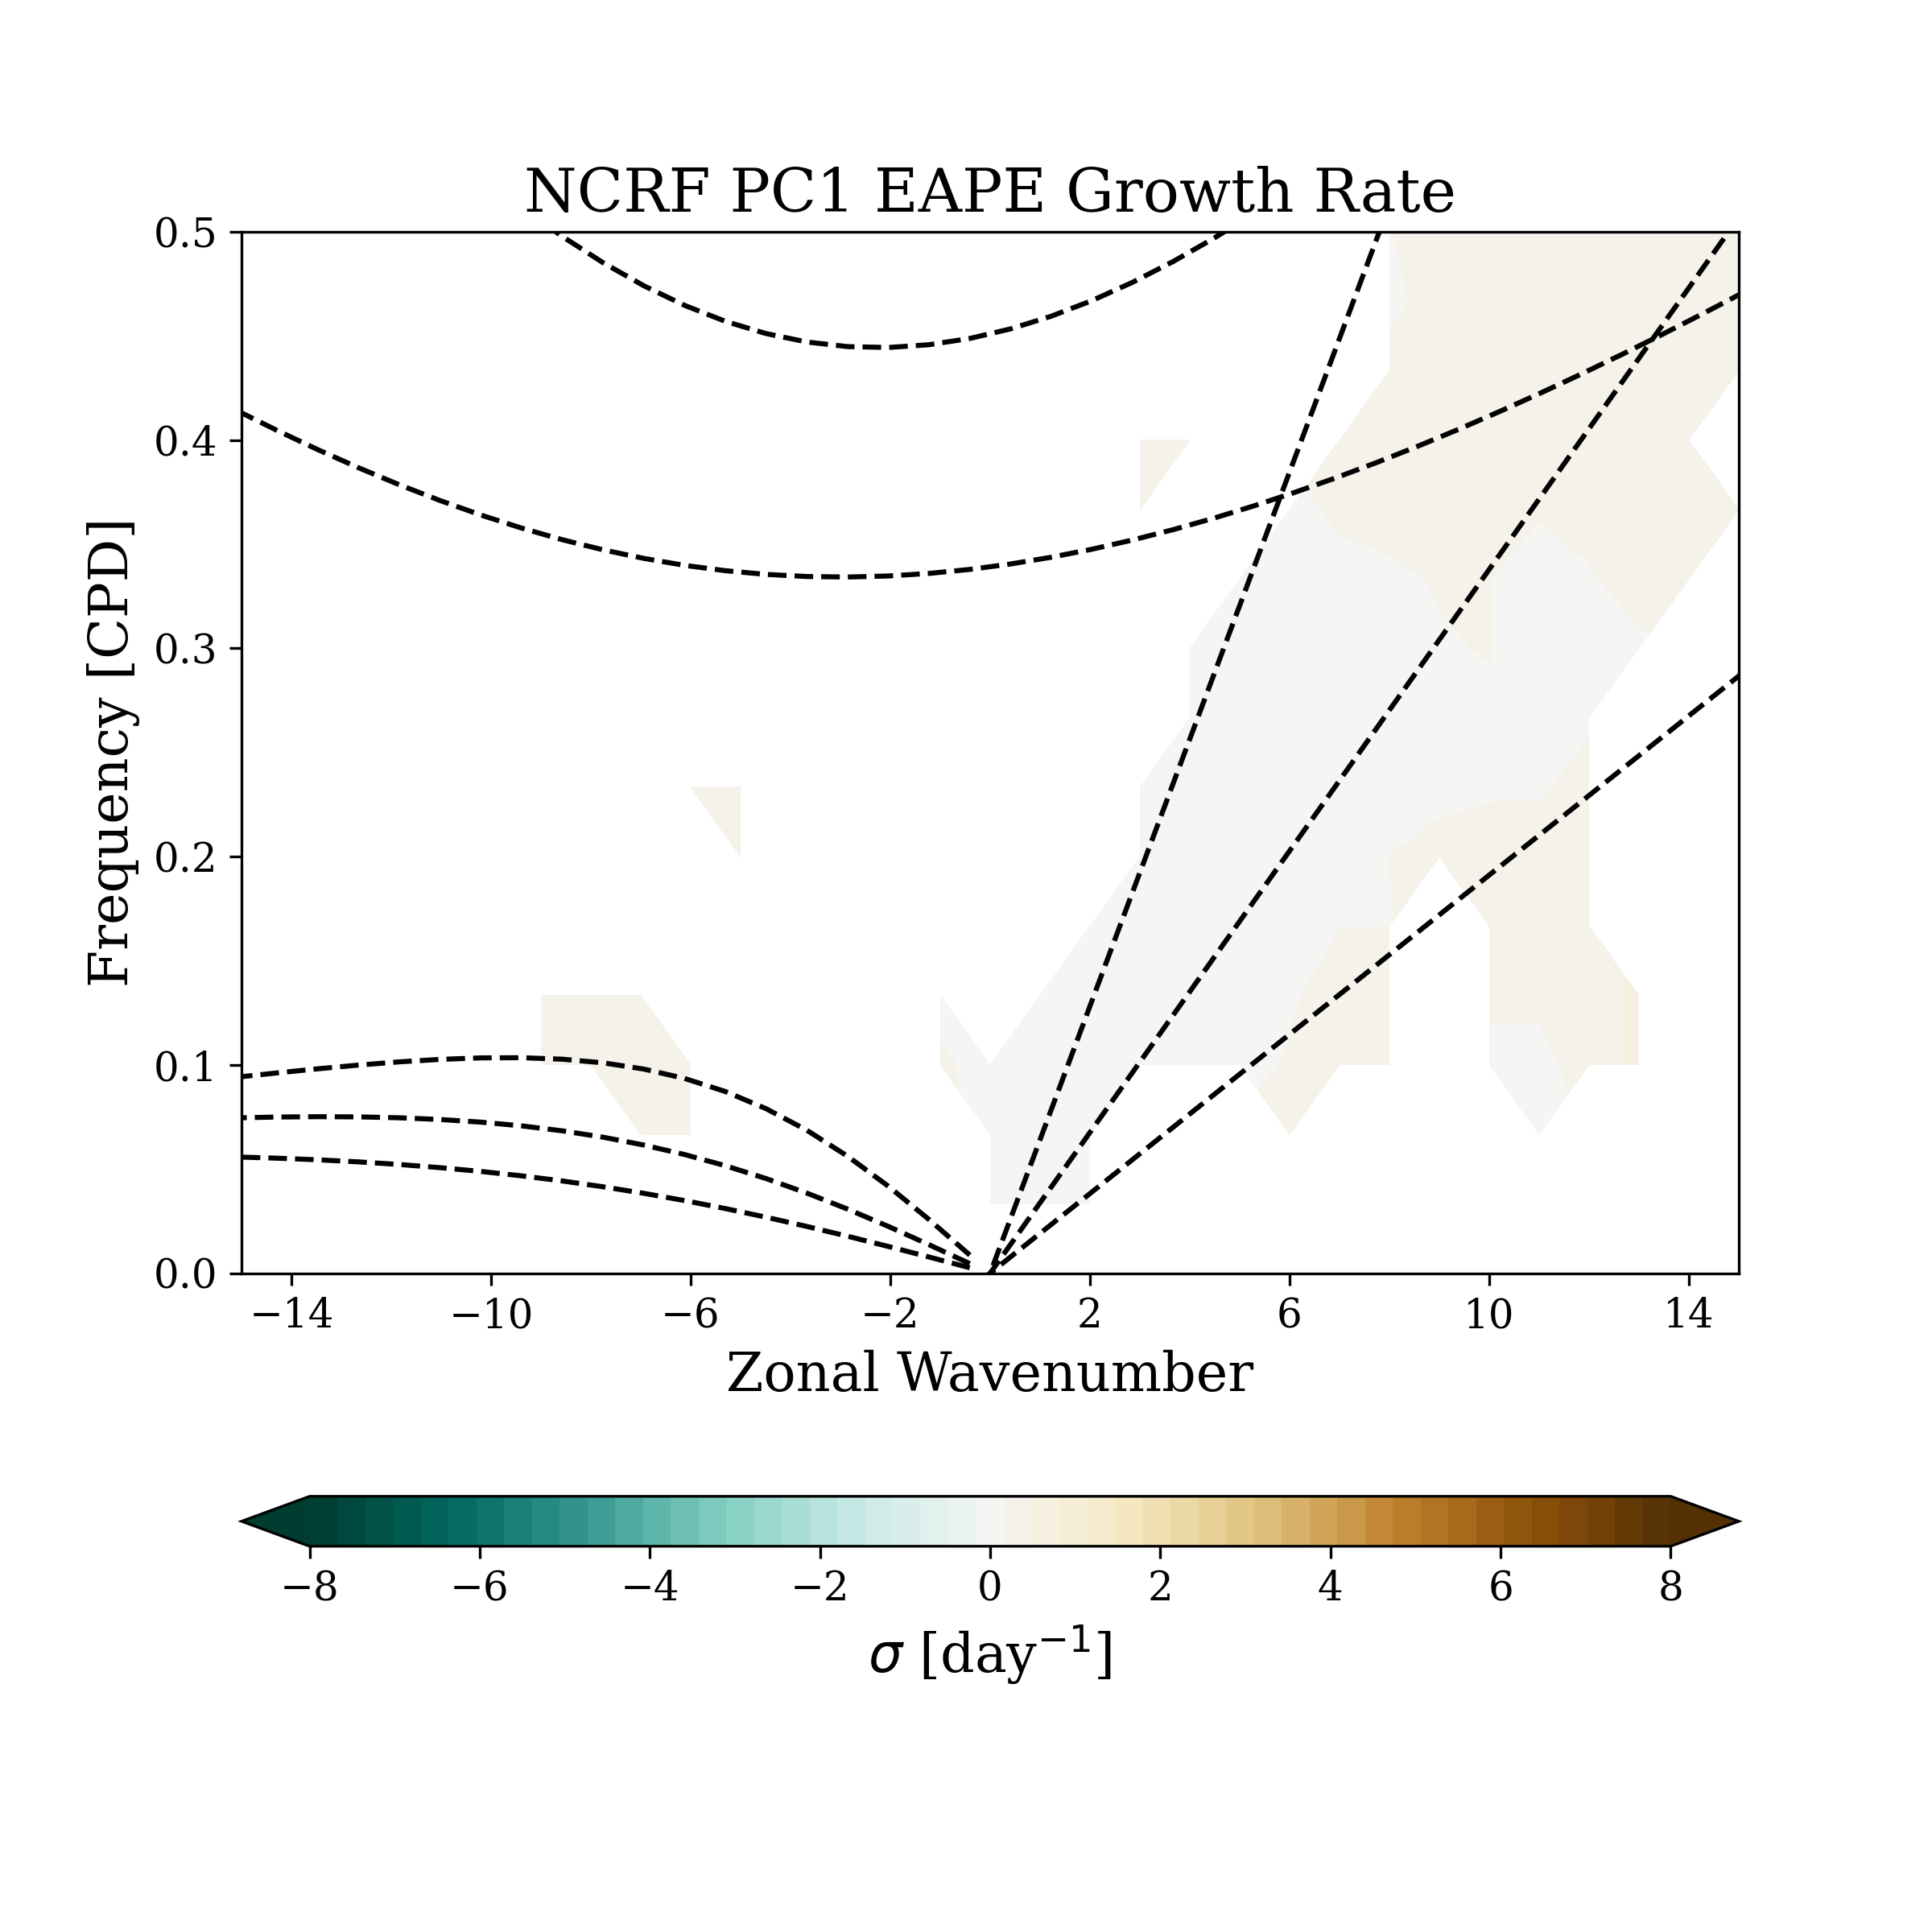 NCRF PC1 EAPE Growth Rate
0.5
0.4
0.3
0.2
0.1
0.0
Frequency [CPD]
−14 −10 −6 −2 2 6 10 14
Zonal Wavenumber
−8 −6 −4 −2 0 2 4 6 8
σ [day⁻¹]